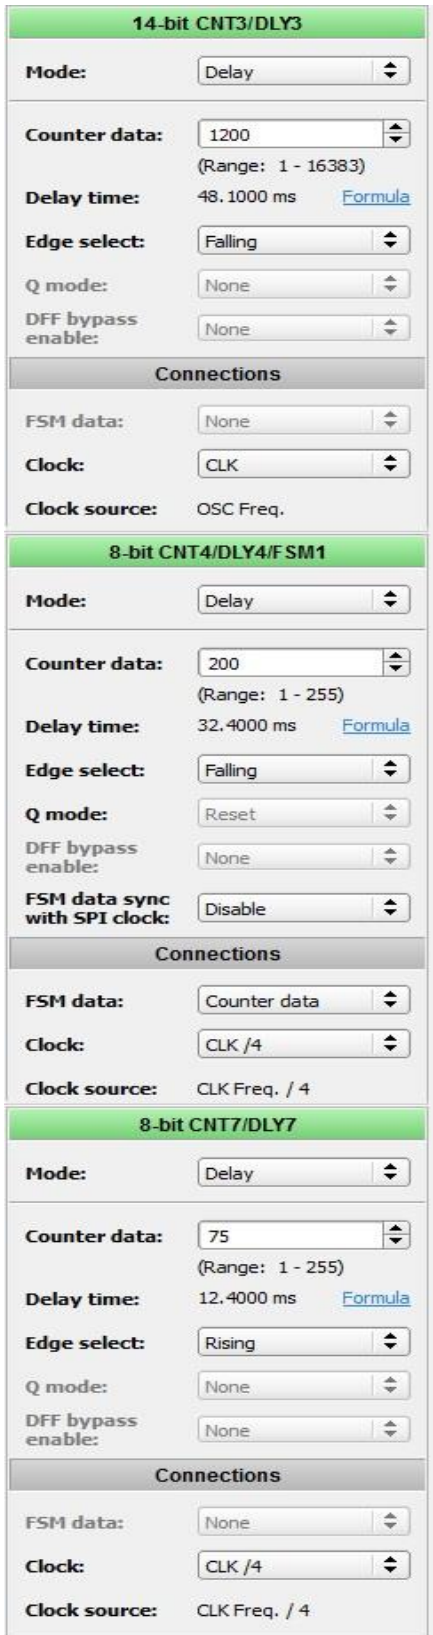 14-bit CNT3/DLY3
Mode: Delay
Counter data: 1200
(Range: 1 - 16383)
Delay time: 48.1000 ms Formula
Edge select: Falling
Q mode: None
DFF bypass
enable: None
Connections
FSM data: None
Clock: CLK
Clock source: OSC Freq.
8-bit CNT4/DLY4/FSM1
Mode: Delay
Counter data: 200
(Range: 1 - 255)
Delay time: 32.4000 ms Formula
Edge select: Falling
Q mode: Reset
DFF bypass
enable: None
FSM data sync
with SPI clock: Disable
Connections
FSM data: Counter data
Clock: CLK /4
Clock source: CLK Freq. / 4
8-bit CNT7/DLY7
Mode: Delay
Counter data: 75
(Range: 1 - 255)
Delay time: 12.4000 ms Formula
Edge select: Rising
Q mode: None
DFF bypass
enable: None
Connections
FSM data: None
Clock: CLK /4
Clock source: CLK Freq. / 4